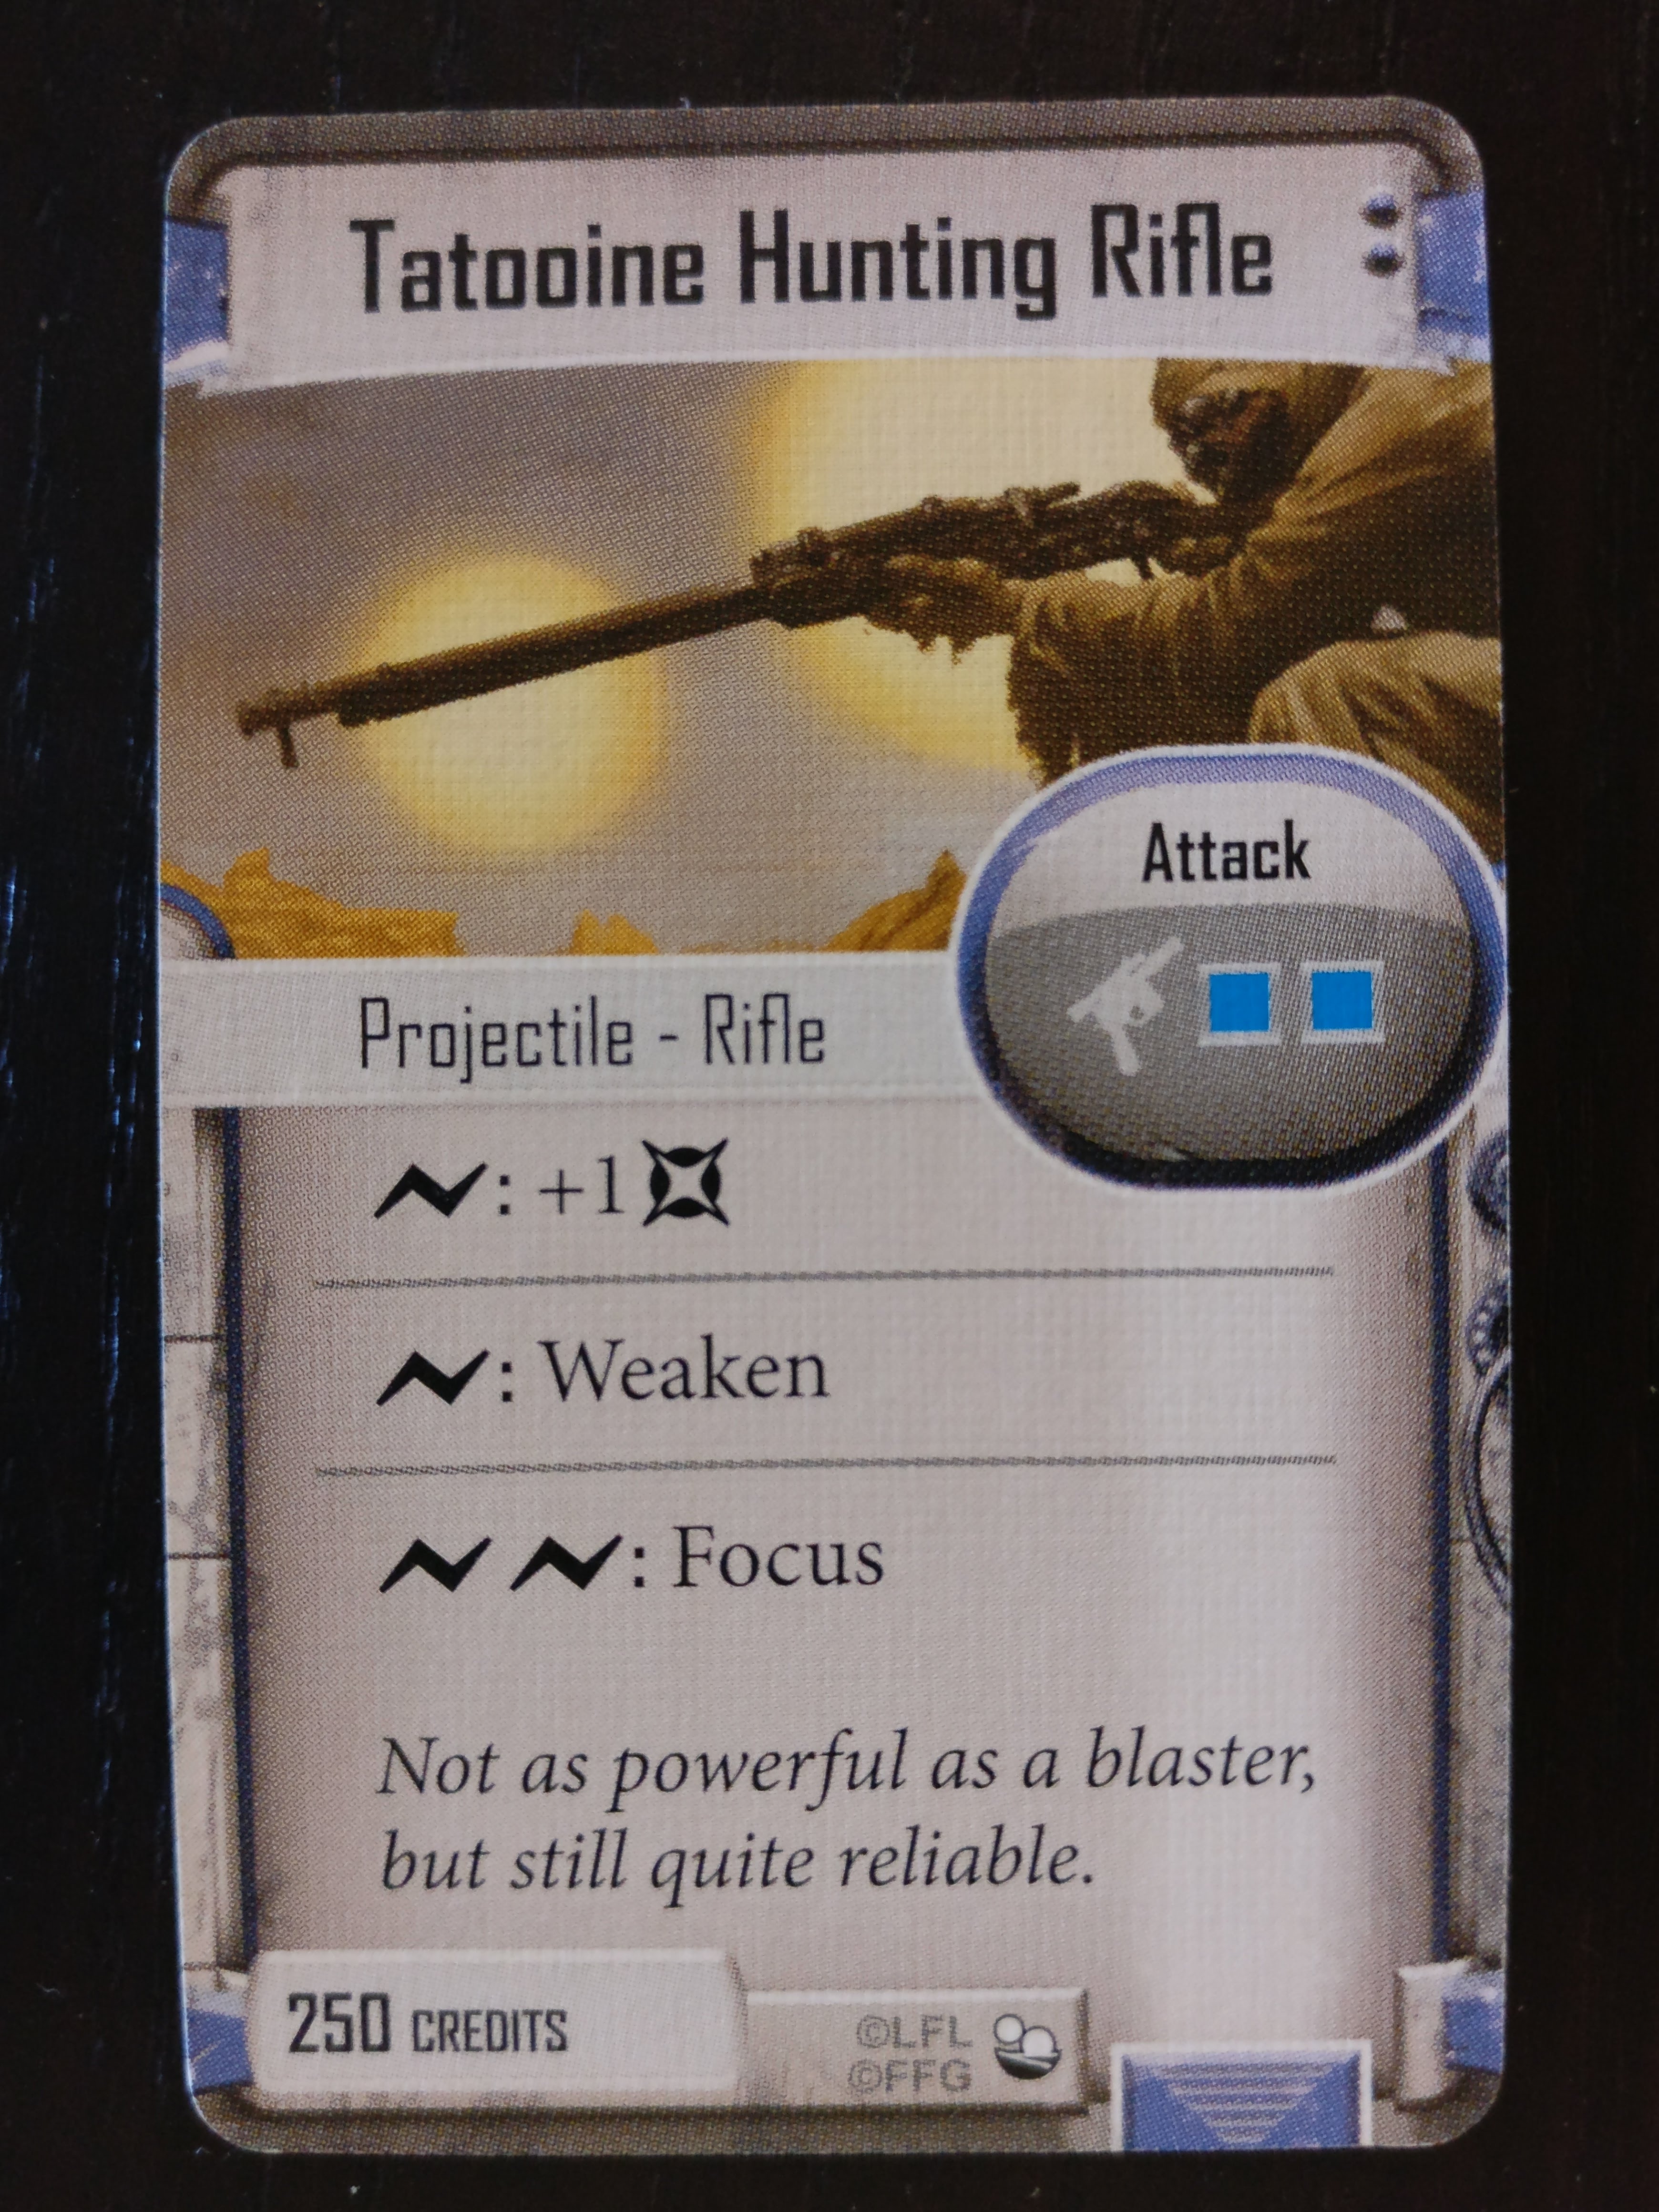 Tatooine Hunting Rifle
Attack
Projectile - Rifle
: +1
: Weaken
: Focus
Not as powerful as a blaster,
but still quite reliable.
250 CREDITS
©LFL
©FFG